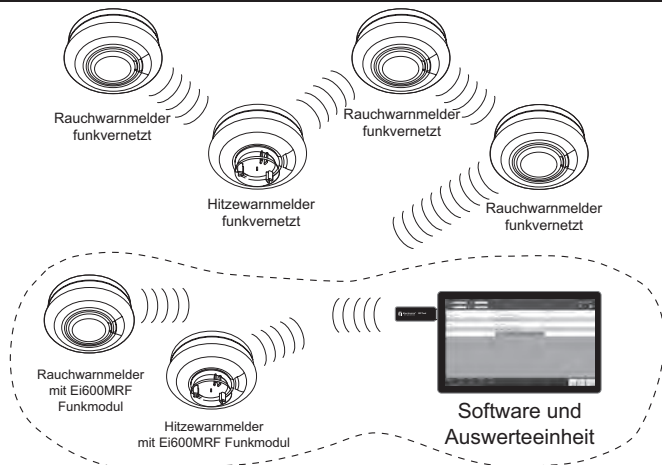 Rauchwarnmelder
funkvernetzt
Rauchwarnmelder
funkvernetzt
Hitzewarnmelder
funkvernetzt
Rauchwarnmelder
funkvernetzt
Rauchwarnmelder
mit Ei600MRF
Funkmodul
Hitzewarnmelder
mit Ei600MRF Funkmodul
Software und
Auswerteeinheit